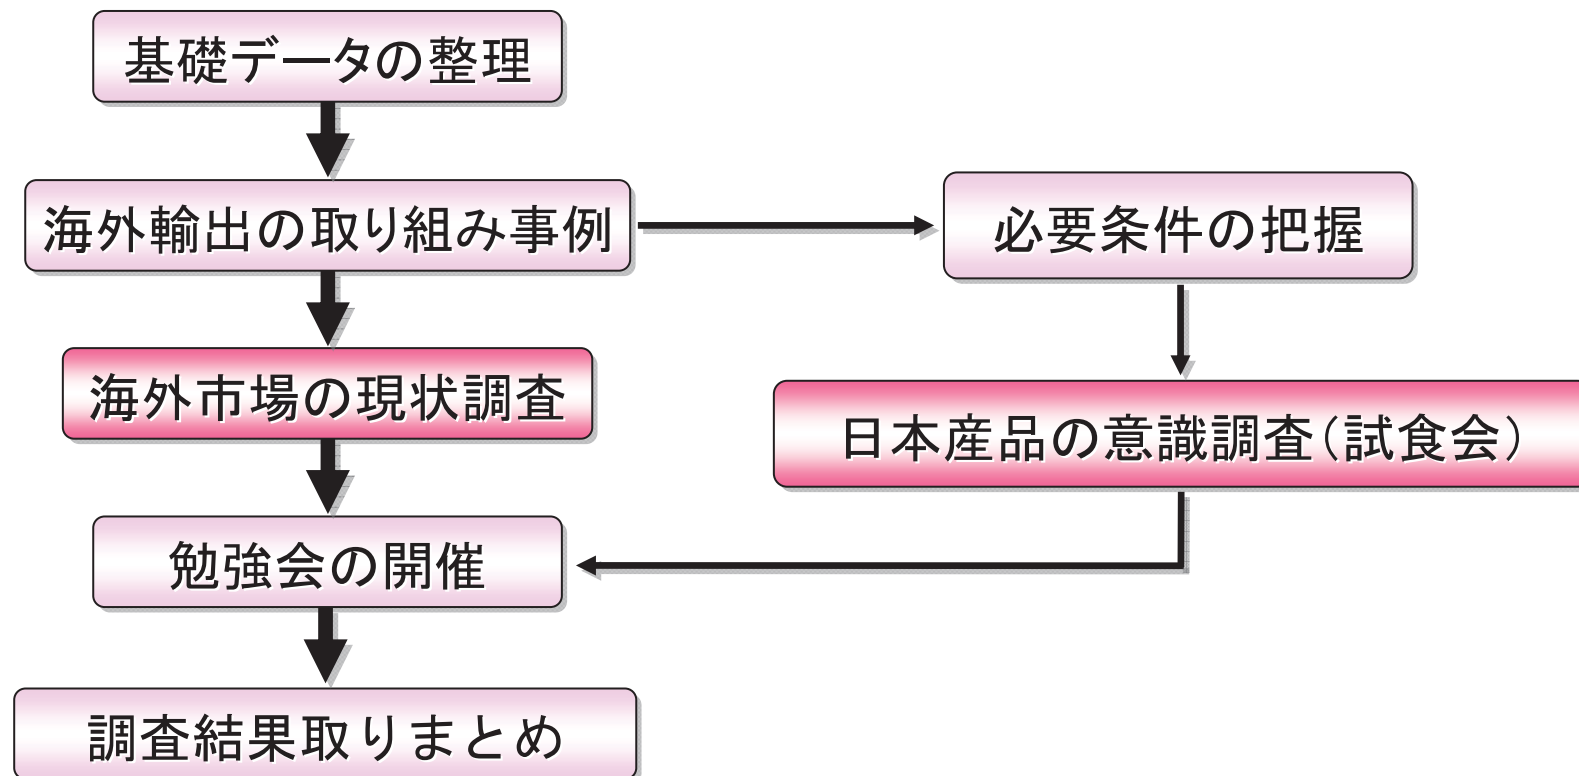 基礎データの整理
海外輸出の取り組み事例
必要条件の把握
海外市場の現状調査
日本産品の意識調査（試食会）
勉強会の開催
調査結果取りまとめ